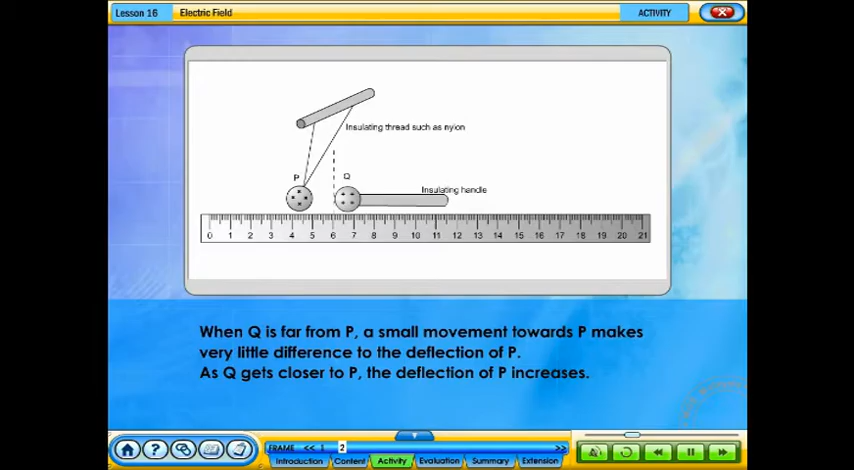 Lesson 16
Electric Field
ACTIVITY
Insulating thread such as nylon
P
Q
Insulating handle
0 1 2 3 4 5 6 7 8 9 10 11 12 13 14 15 16 17 18 19 20 21
When Q is far from P, a small movement towards P makes
very little difference to the deflection of P.
As Q gets closer to P, the deflection of P increases.
FRAME << 1 2 >>
Introduction Content Activity Evaluation Summary Extension